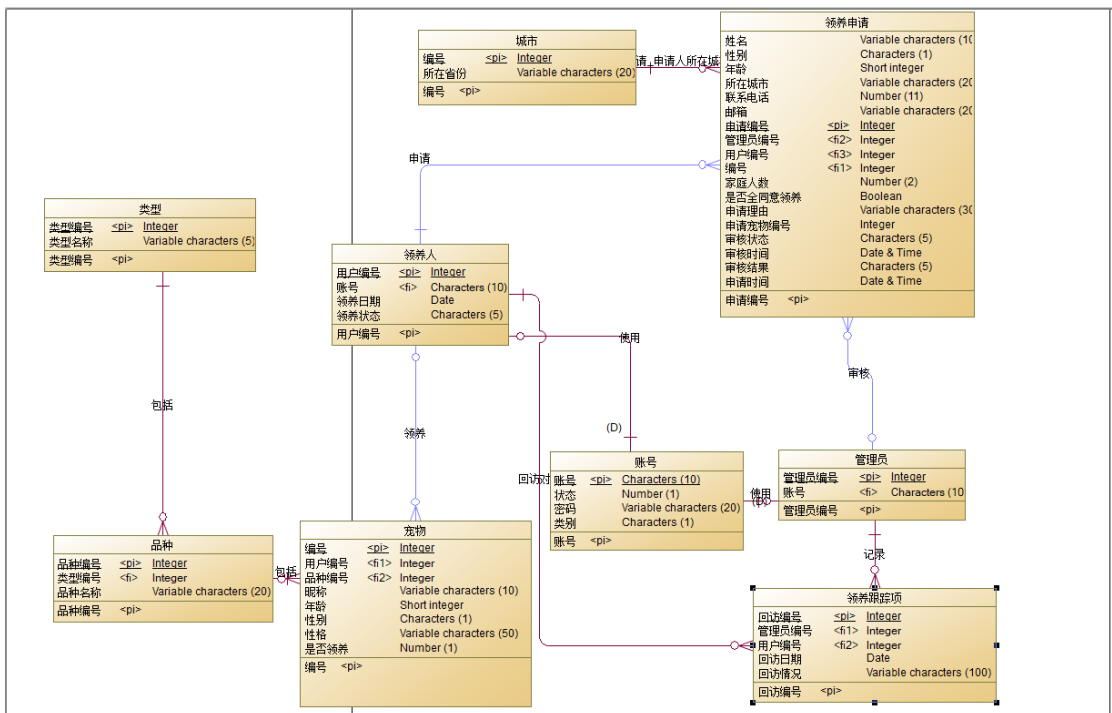 城市
编号 <pi> Integer
所在省份 Variable characters (20)
编号 <pi>
申请人所在城
领养申请
姓名 Variable characters (10
性别 Characters (1)
年龄 Short integer
所在城市 Variable characters (20
联系电话 Number (11)
邮箱 Variable characters (20
申请编号 <pi> Integer
管理员编号 <fi2> Integer
用户编号 <fi3> Integer
编号 <fi1> Integer
家庭人数 Number (2)
是否全同意领养 Boolean
申请理由 Variable characters (30
申请宠物编号 Integer
审核状态 Characters (5)
审核时间 Date & Time
审核结果 Characters (5)
申请时间 Date & Time
申请编号 <pi>
申请
类型
类型编号 <pi> Integer
类型名称 Variable characters (5)
类型编号 <pi>
领养人
用户编号 <pi> Integer
账号 <fi> Characters (10)
领养日期 Date
领养状态 Characters (5)
用户编号 <pi>
使用
审核
包括
领养
(D)
账号
账号 <pi> Characters (10)
状态 Number (1)
密码 Variable characters (20)
类别 Characters (1)
账号 <pi>
回访对
使用
管理员
管理员编号 <pi> Integer
账号 <fi> Characters (10
管理员编号 <pi>
记录
品种
品种编号 <pi> Integer
类型编号 <fi> Integer
品种名称 Variable characters (20)
品种编号 <pi>
包括
宠物
编号 <pi> Integer
用户编号 <fi1> Integer
品种编号 <fi2> Integer
昵称 Variable characters (10)
年龄 Short integer
性别 Characters (1)
性格 Variable characters (50)
是否领养 Number (1)
编号 <pi>
领养跟踪项
回访编号 <pi> Integer
管理员编号 <fi1> Integer
用户编号 <fi2> Integer
回访日期 Date
回访情况 Variable characters (100)
回访编号 <pi>